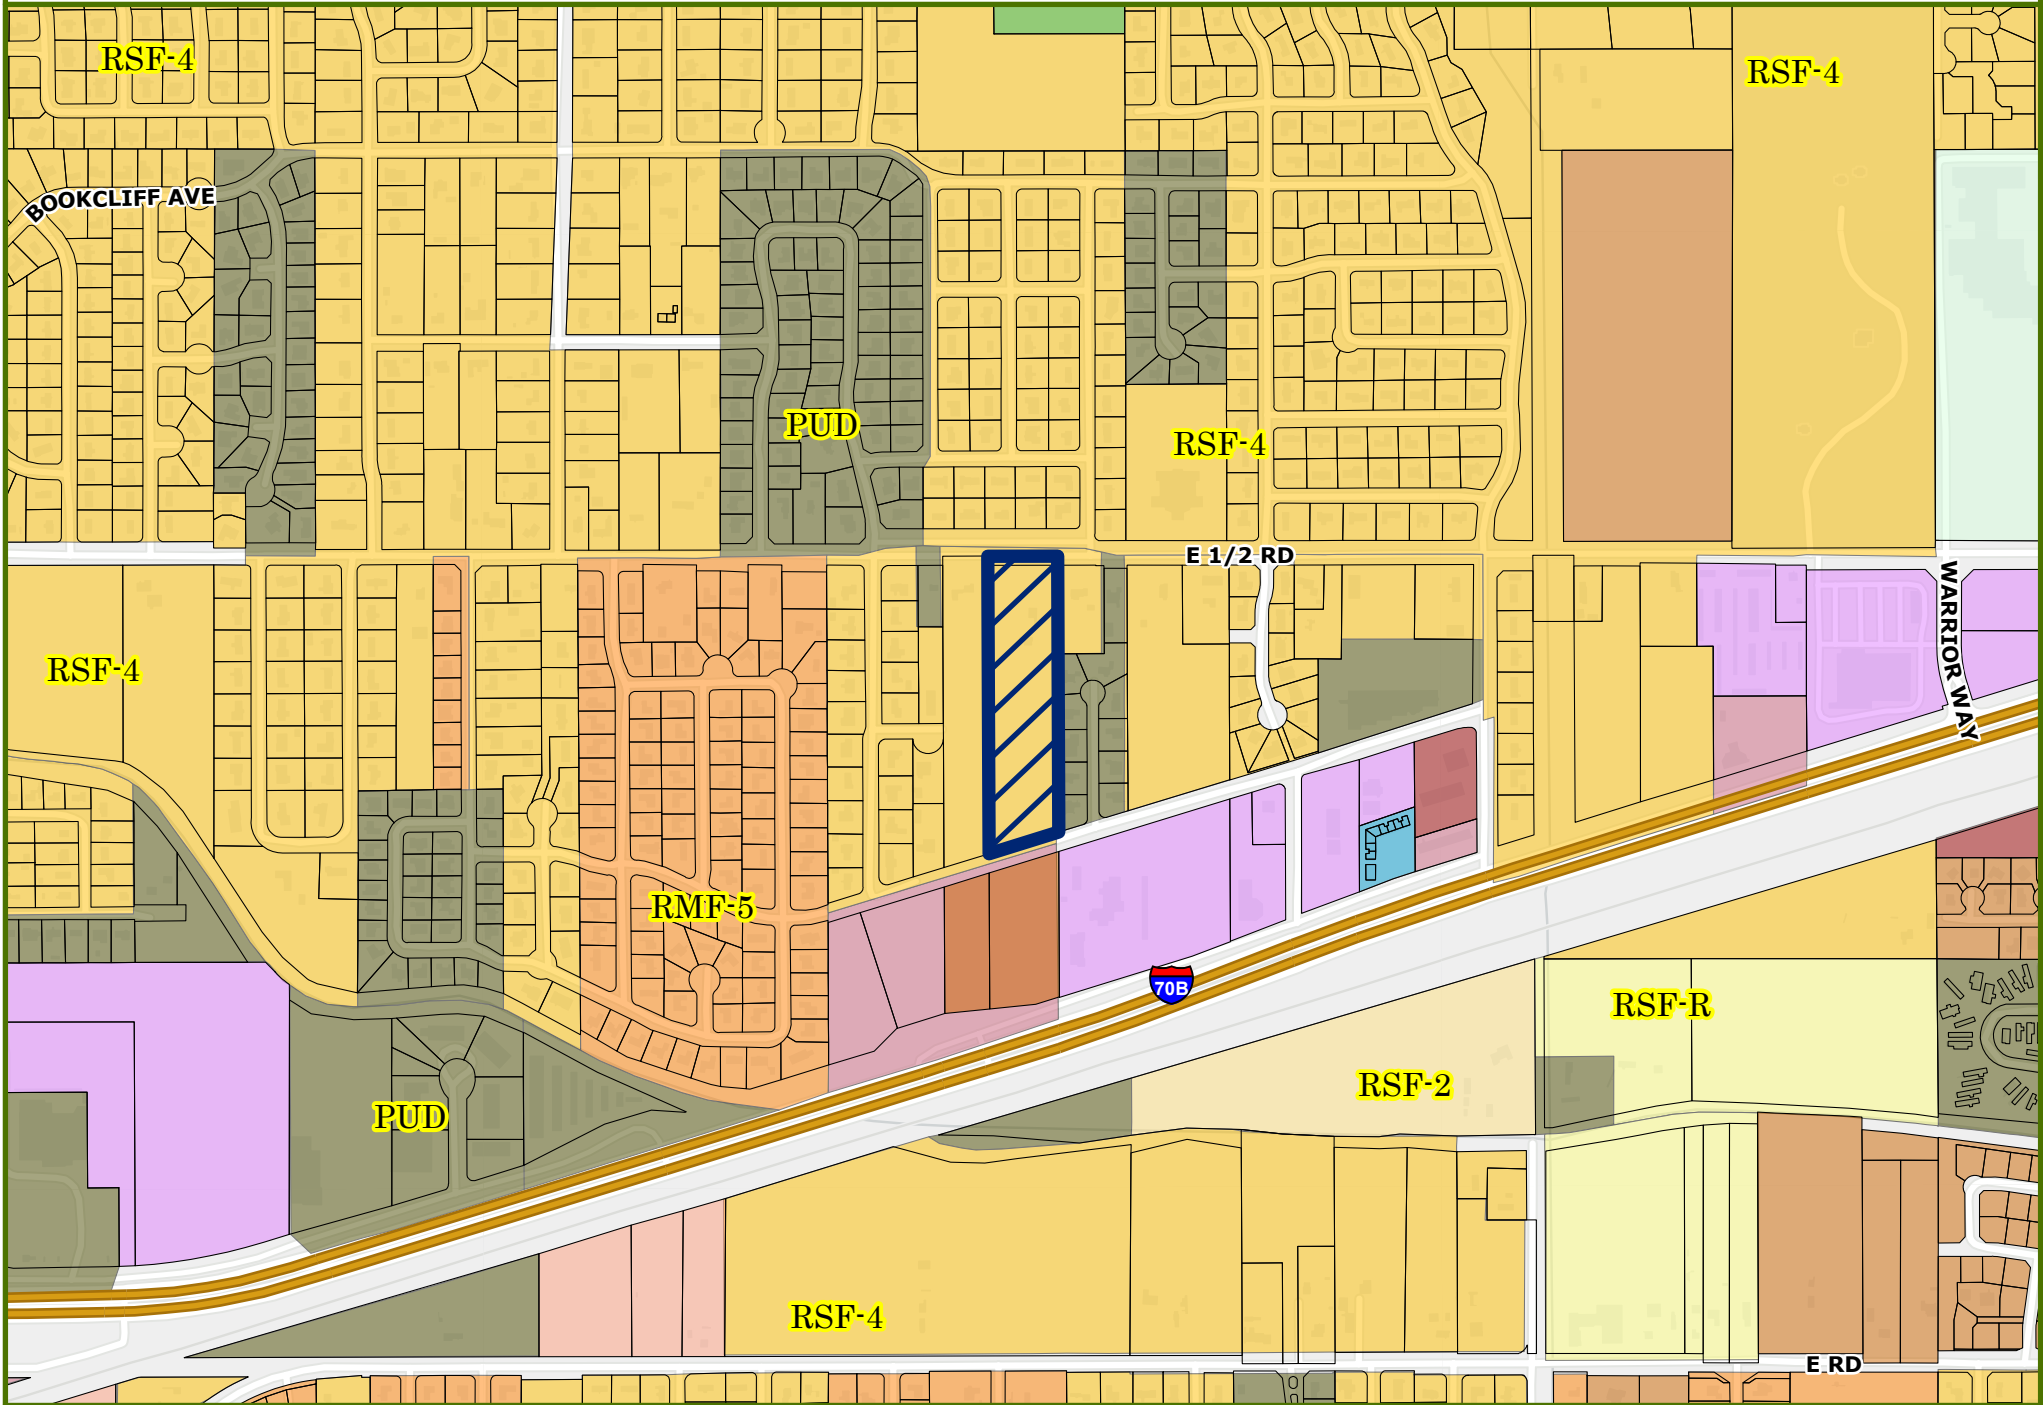 RSF-4
RSF-4
BOOKCLIFF AVE
PUD
RSF-4
E 1/2 RD
WARRIOR WAY
RSF-4
RMF-5
70B
RSF-R
RSF-2
PUD
RSF-4
E RD